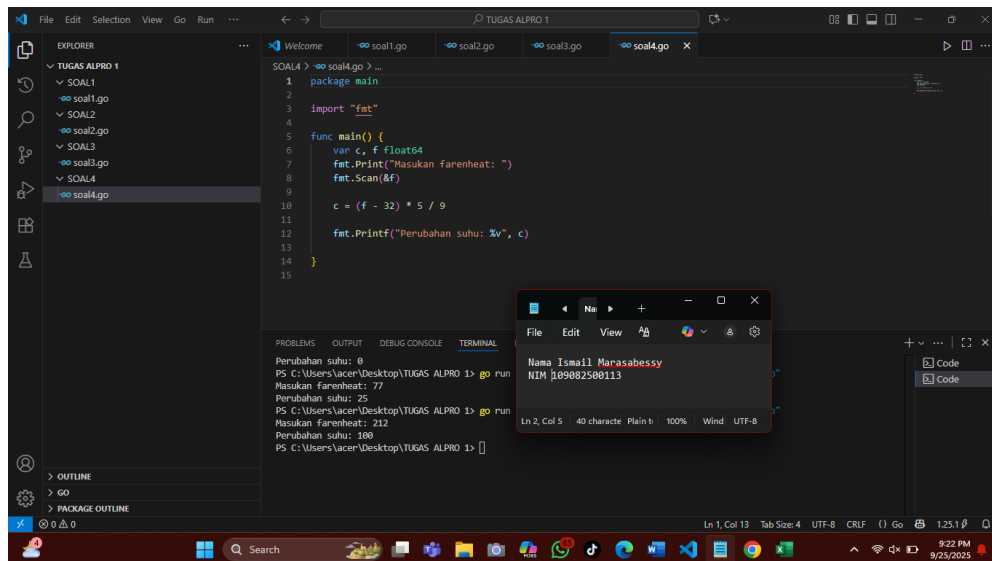 File Edit Selection View Go Run ···
TUGAS ALPRO 1
EXPLORER ···
TUGAS ALPRO 1
SOAL1
soal1.go
SOAL2
soal2.go
SOAL3
soal3.go
SOAL4
soal4.go
OUTLINE
GO
PACKAGE OUTLINE
Welcome soal1.go soal2.go soal3.go soal4.go
SOAL4 > soal4.go > ...
1 package main
2
3 import "fmt"
4
5 func main() {
6 var c, f float64
7 fmt.Print("Masukan farenheat: ")
8 fmt.Scan(&f)
9
10 c = (f - 32) * 5 / 9
11
12 fmt.Printf("Perubahan suhu: %v", c)
13
14 }
15
PROBLEMS OUTPUT DEBUG CONSOLE TERMINAL
Perubahan suhu: 0
PS C:\Users\acer\Desktop\TUGAS ALPRO 1> go run
Masukan farenheat: 77
Perubahan suhu: 25
PS C:\Users\acer\Desktop\TUGAS ALPRO 1> go run
Masukan farenheat: 212
Perubahan suhu: 100
PS C:\Users\acer\Desktop\TUGAS ALPRO 1>
Code
Code
Na
File Edit View
Nama Ismail Marasabessy
NIM 109082500113
Ln 2, Col 5 40 characte Plain t 100% Wind UTF-8
0 0 Ln 1, Col 13 Tab Size: 4 UTF-8 CRLF {} Go 1.25.1
4 Search 9:22 PM
9/25/2025